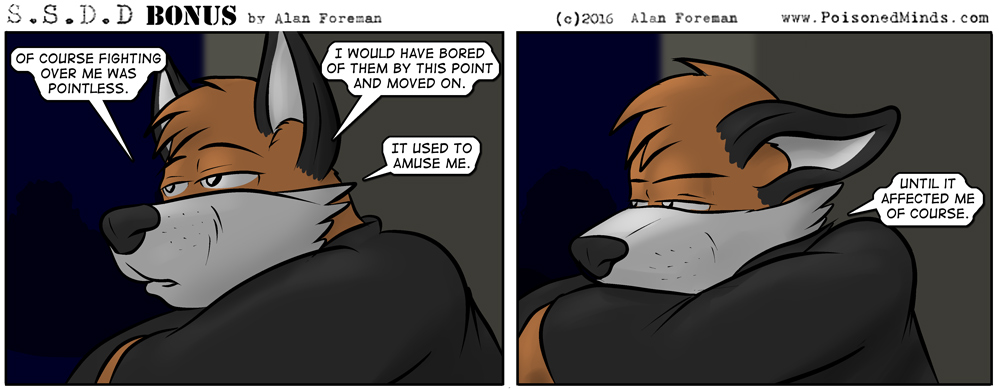 S.S.D.D BONUS by Alan Foreman (c)2016 Alan Foreman www.PoisonedMinds.com
OF COURSE FIGHTING
OVER ME WAS
POINTLESS.
I WOULD HAVE BORED
OF THEM BY THIS POINT
AND MOVED ON.
IT USED TO
AMUSE ME.
UNTIL IT
AFFECTED ME
OF COURSE.